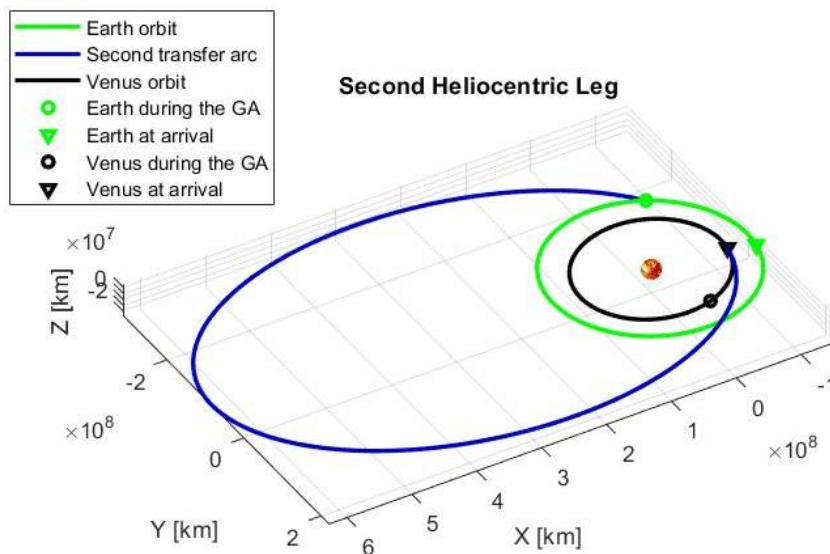 Earth orbit
Second transfer arc
Venus orbit
Earth during the GA
Earth at arrival
Venus during the GA
Venus at arrival
Second Heliocentric Leg
×10⁷
0
-2
Z [km]
-2
×10⁸
0
2
Y [km]
6
5
4
3
2
1
0
-1
×10⁸
X [km]